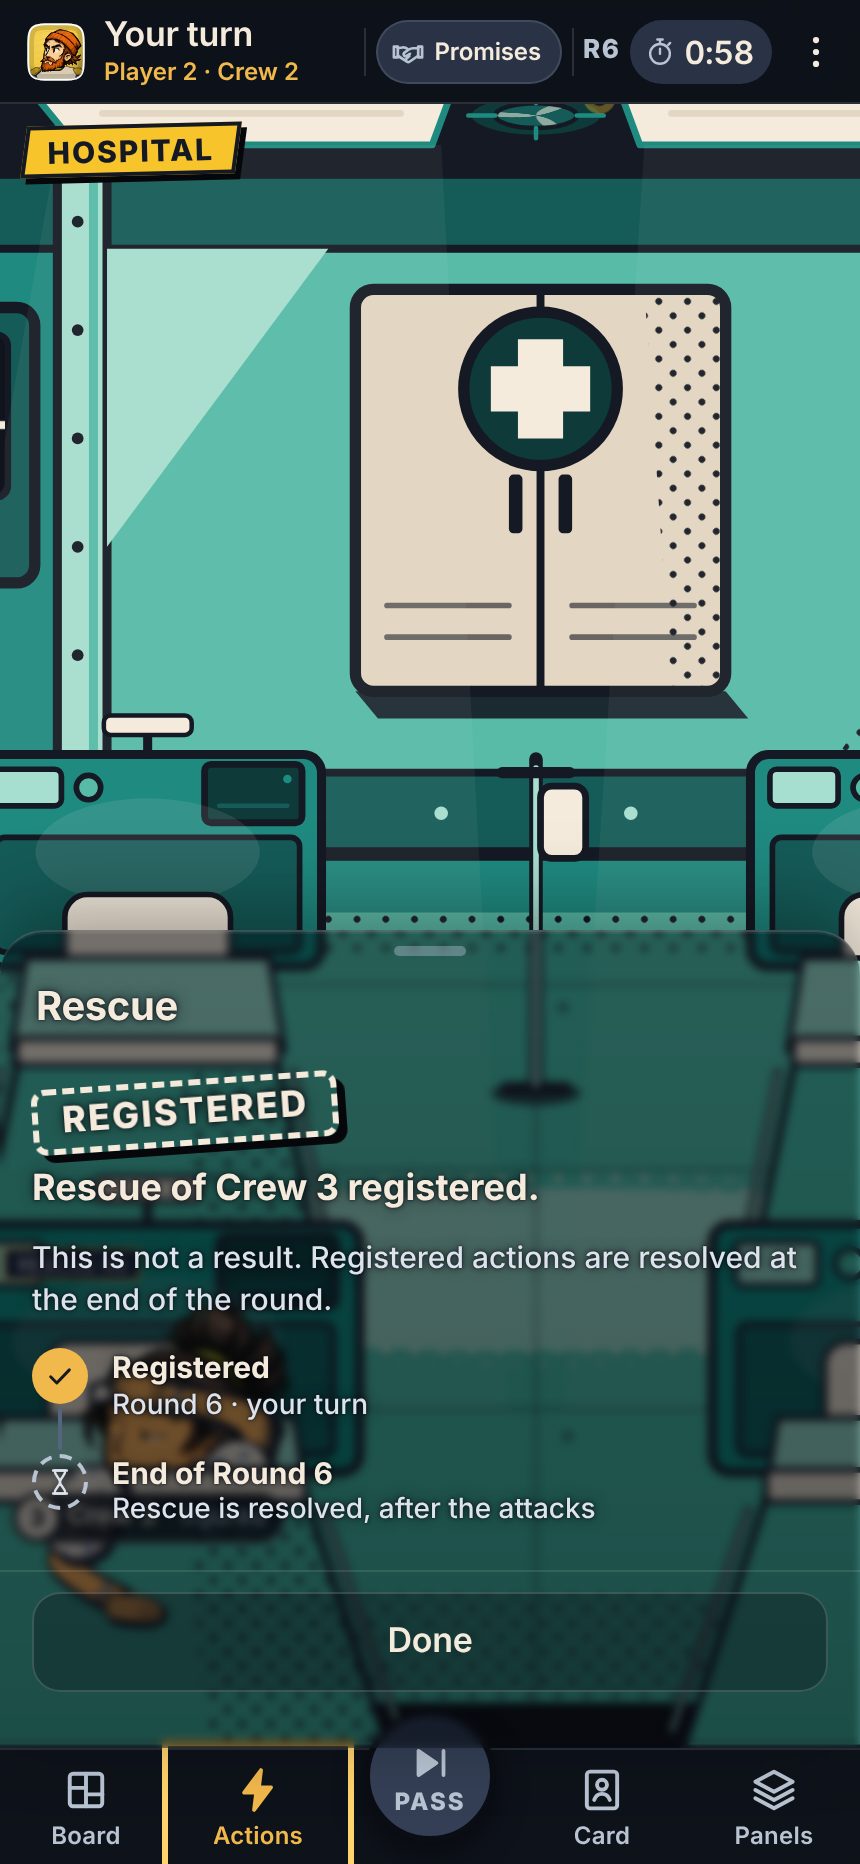 Your turn
Player 2 · Crew 2
Promises
R6
0:58
HOSPITAL
Rescue
REGISTERED
Rescue of Crew 3 registered.
This is not a result. Registered actions are resolved at
the end of the round.
Registered
Round 6 · your turn
End of Round 6
Rescue is resolved, after the attacks
Done
Board
Actions
PASS
Card
Panels